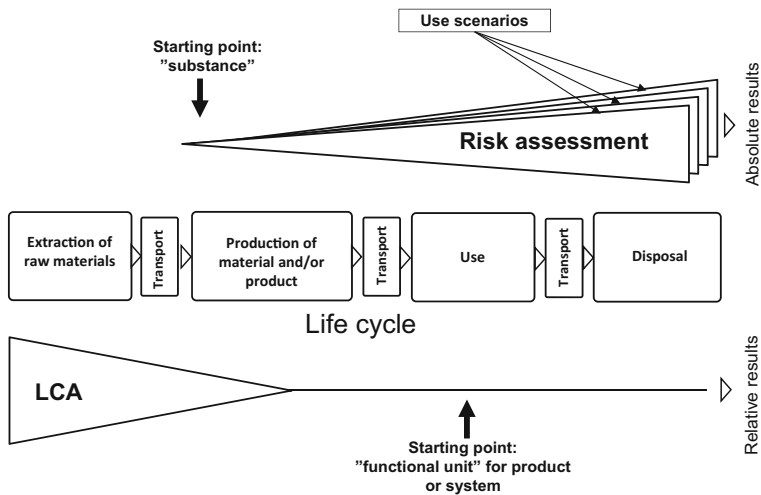 Use scenarios
Starting point:
”substance”
Risk assessment
Absolute results
Extraction of
raw materials
Transport
Production of
material and/or
product
Transport
Use
Transport
Disposal
Life cycle
LCA
Relative results
Starting point:
”functional unit” for product
or system